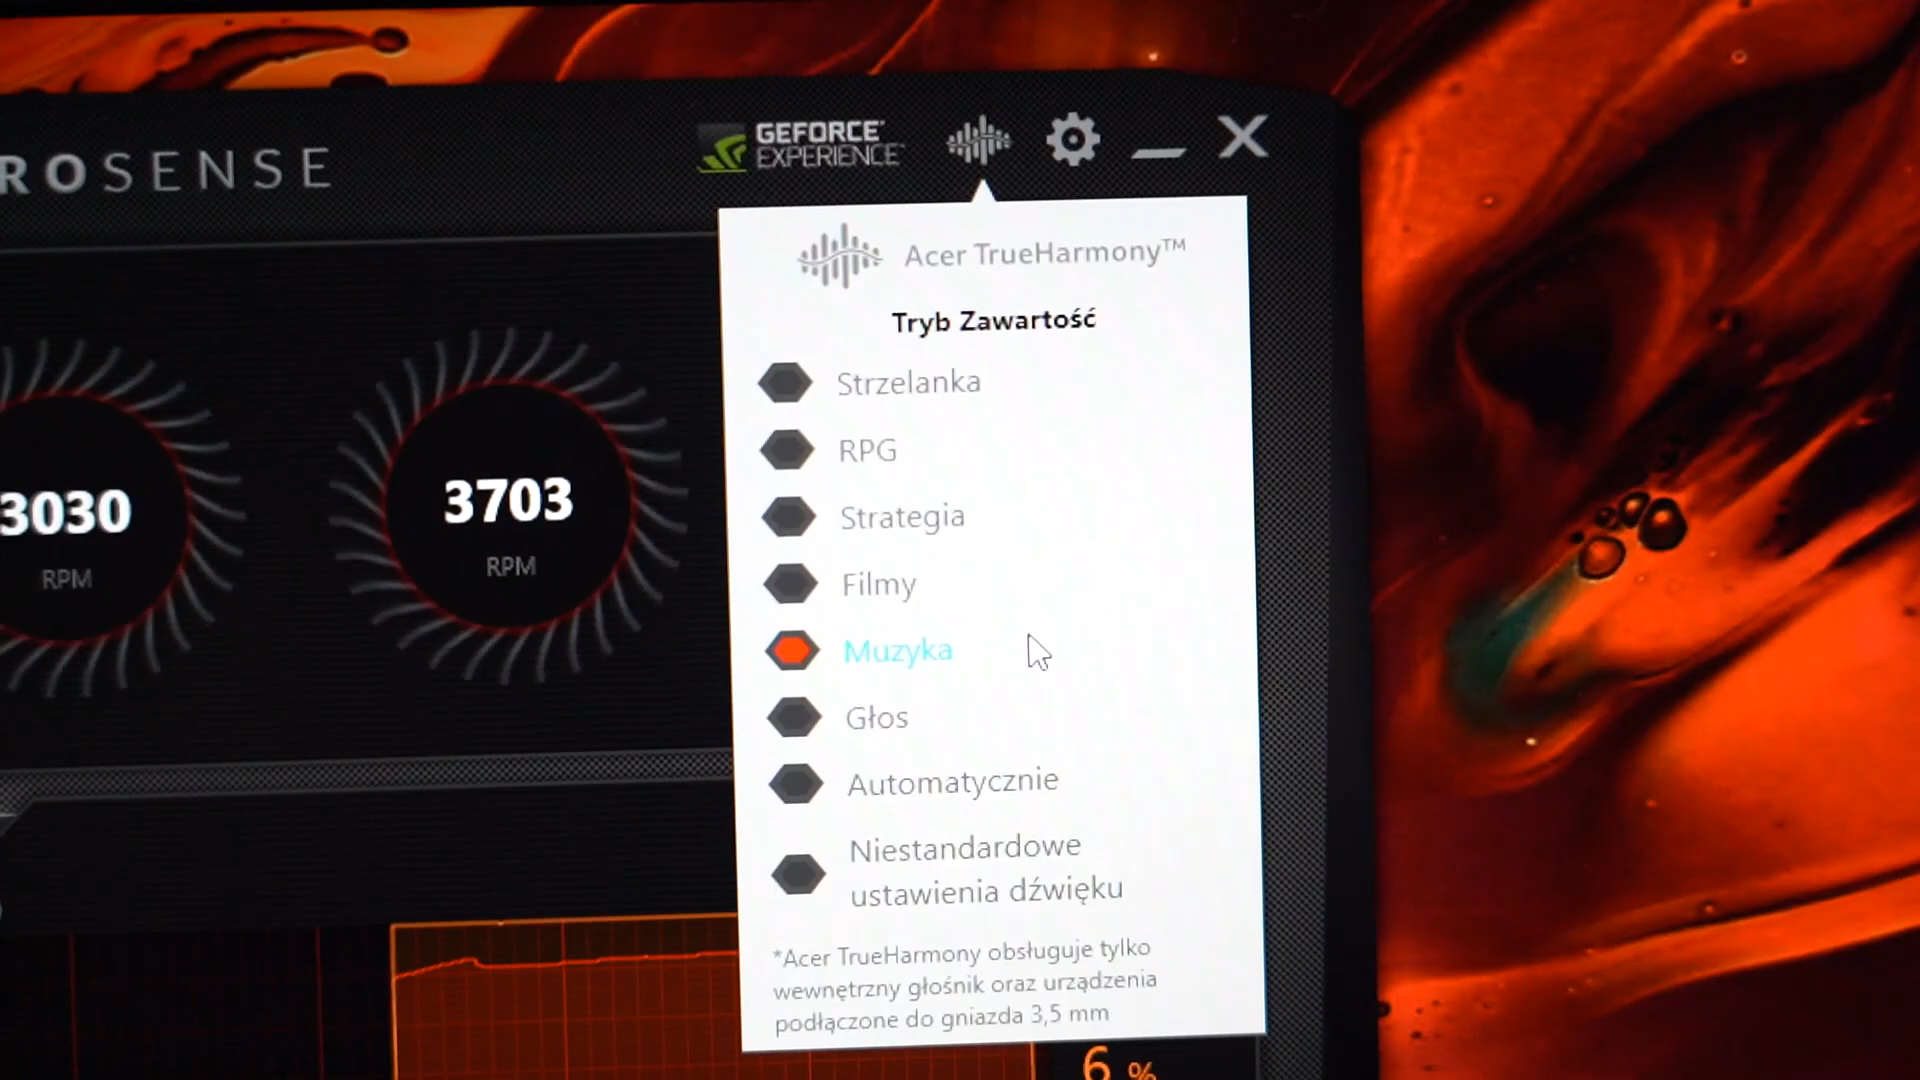 ROSENSE
GEFORCE
EXPERIENCE
Acer TrueHarmony™
Tryb Zawartość
Strzelanka
RPG
Strategia
Filmy
Muzyka
Głos
Automatycznie
Niestandardowe
ustawienia dźwięku
*Acer TrueHarmony obsługuje tylko
wewnętrzny głośnik oraz urządzenia
podłączone do gniazda 3,5 mm
3030
RPM
3703
RPM
6 %